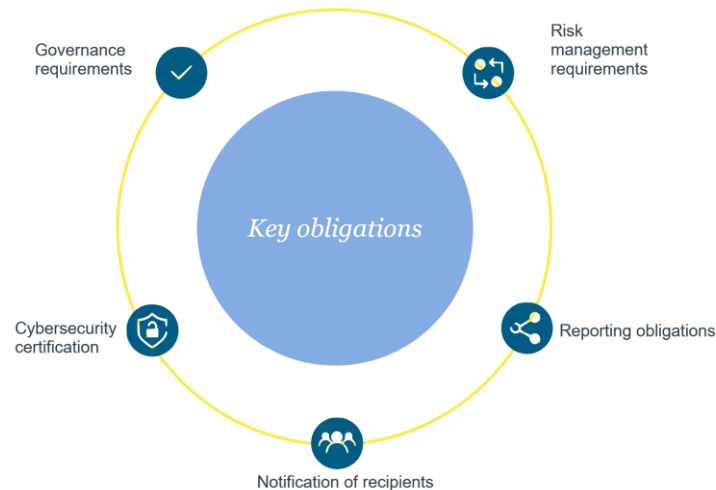 Governance
requirements
Risk
management
requirements
Key obligations
Cybersecurity
certification
Reporting obligations
Notification of recipients